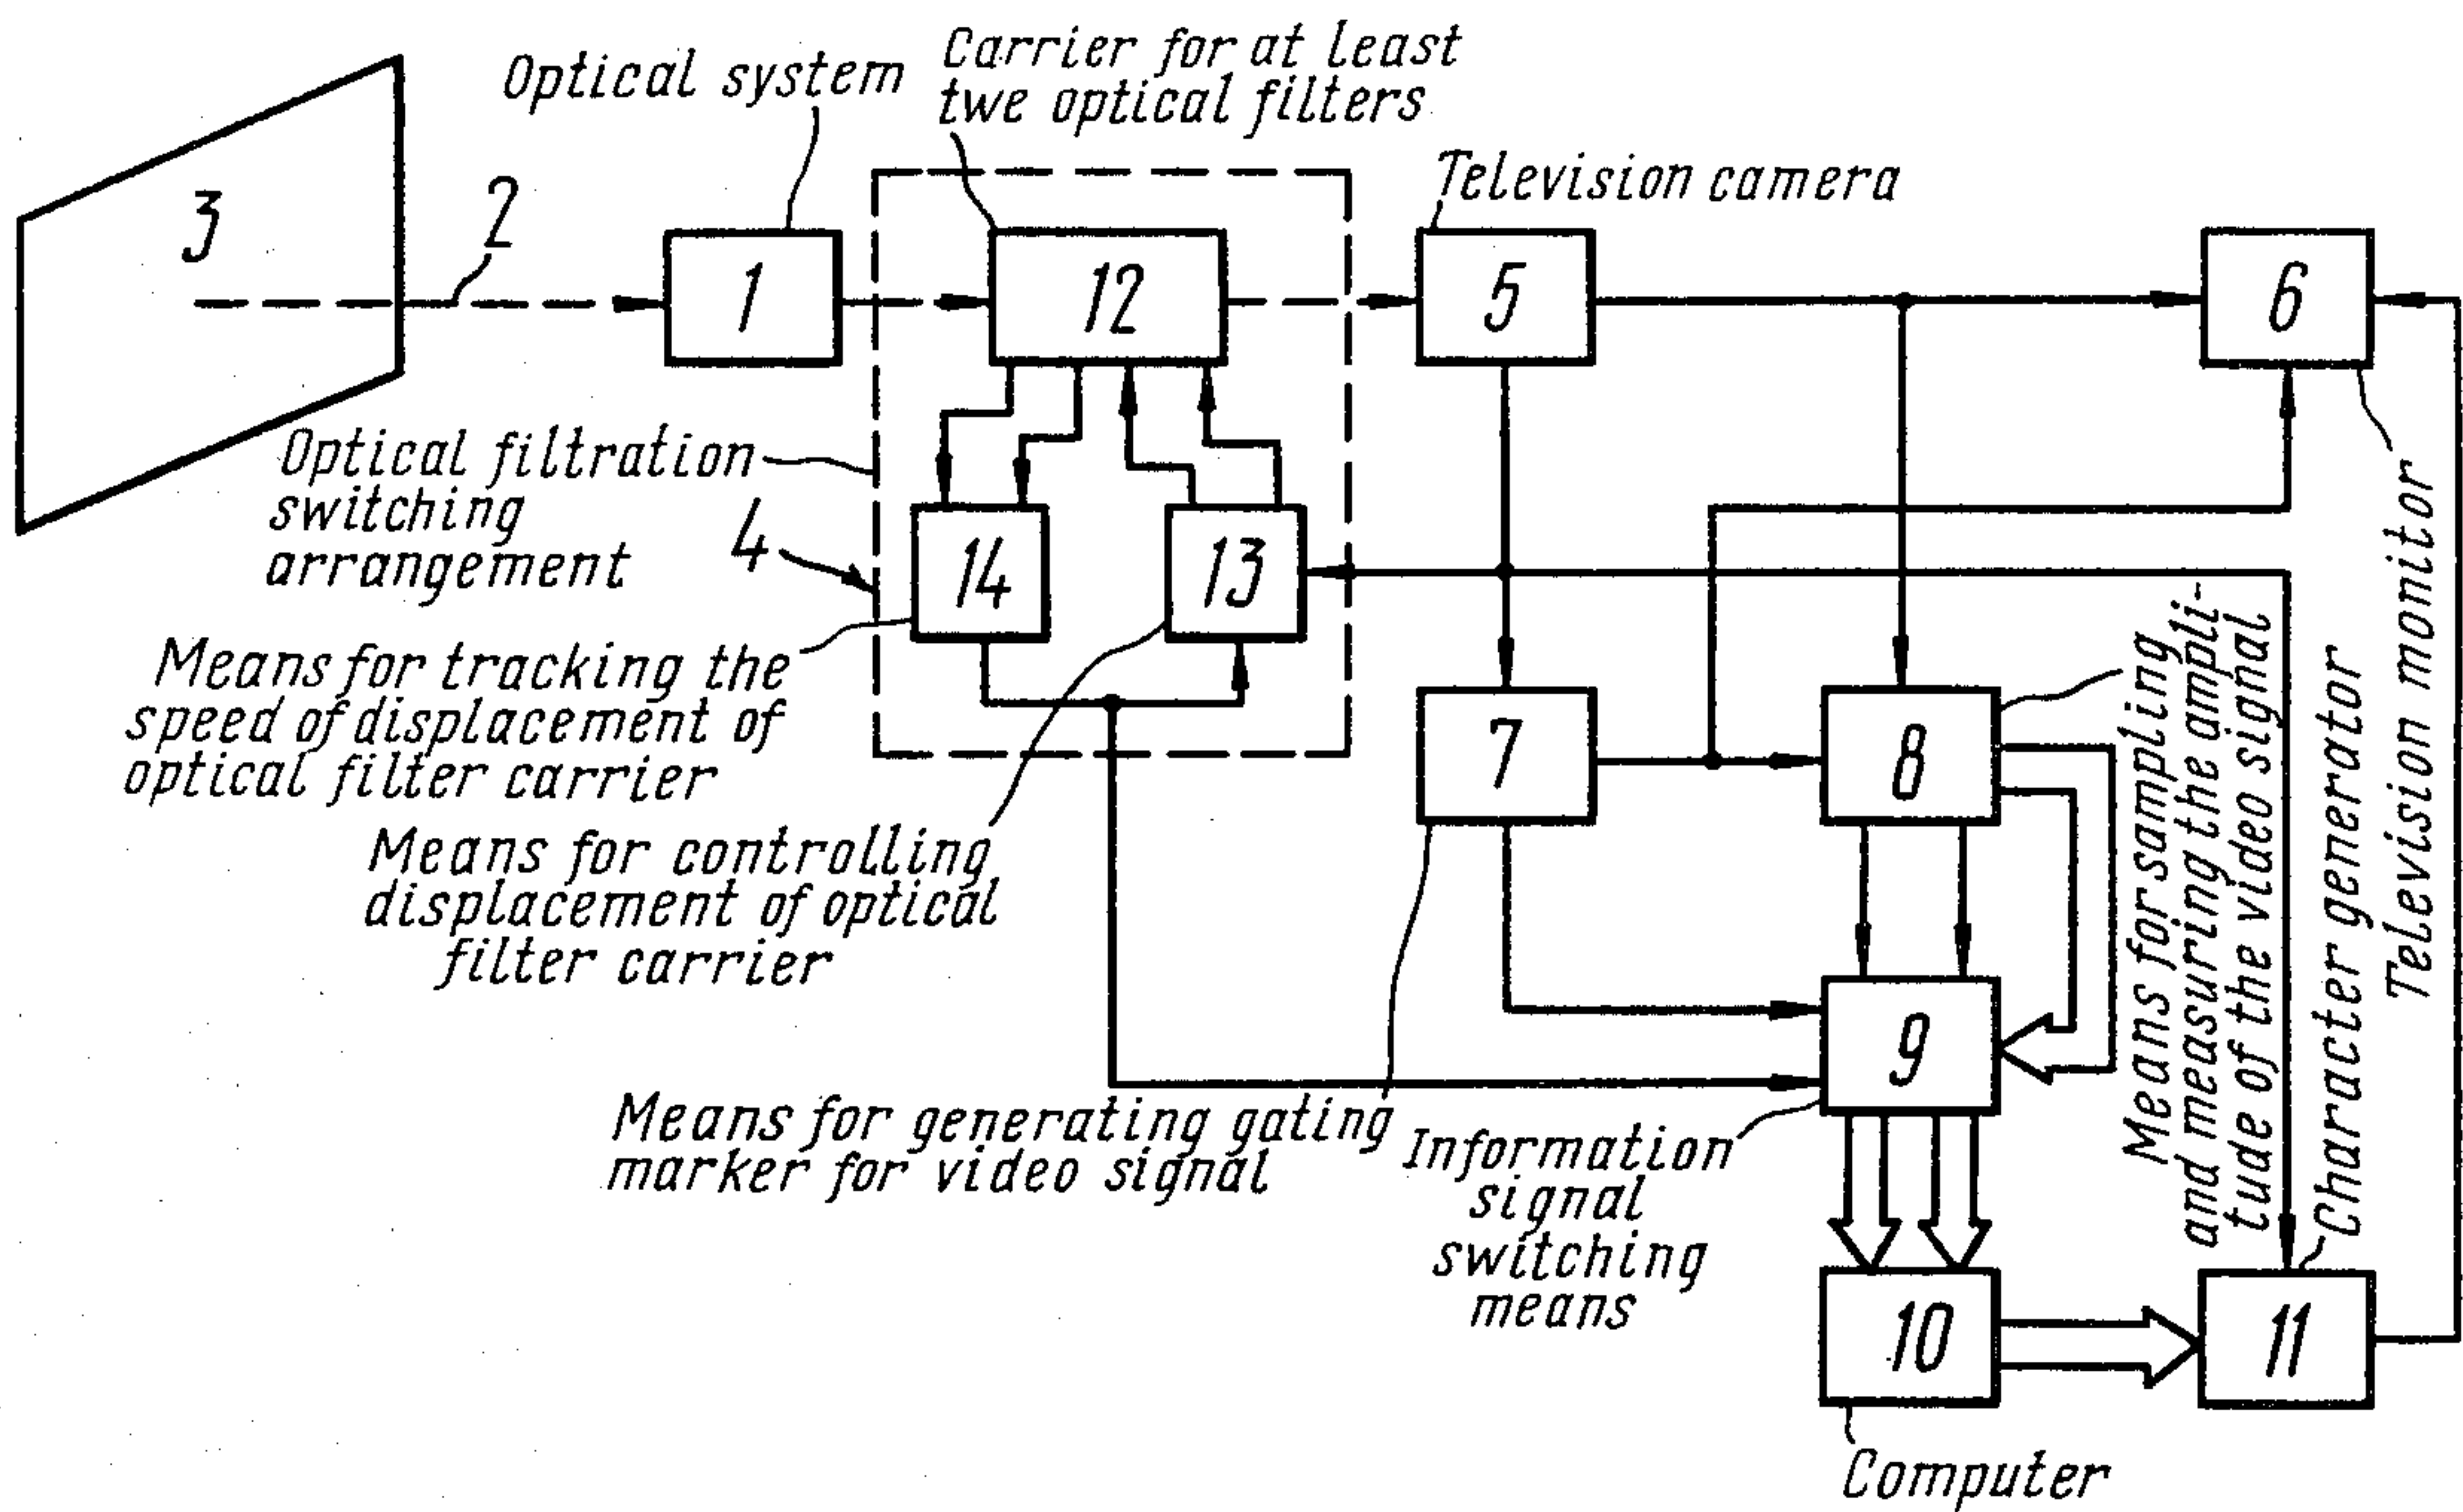 Optical system
Carrier for at least
twe optical filters
Television camera
3
2
1
12
5
6
Optical filtration
switching
arrangement
4
14
13
Means for tracking the
speed of displacement of
optical filter carrier
Means for controlling
displacement of optical
filter carrier
7
8
9
Means for generating gating
marker for video signal
Information
signal
switching
means
Means for sampling
and measuring the ampli-
tude of the video signal
Character generator
Television monitor
10
11
Computer